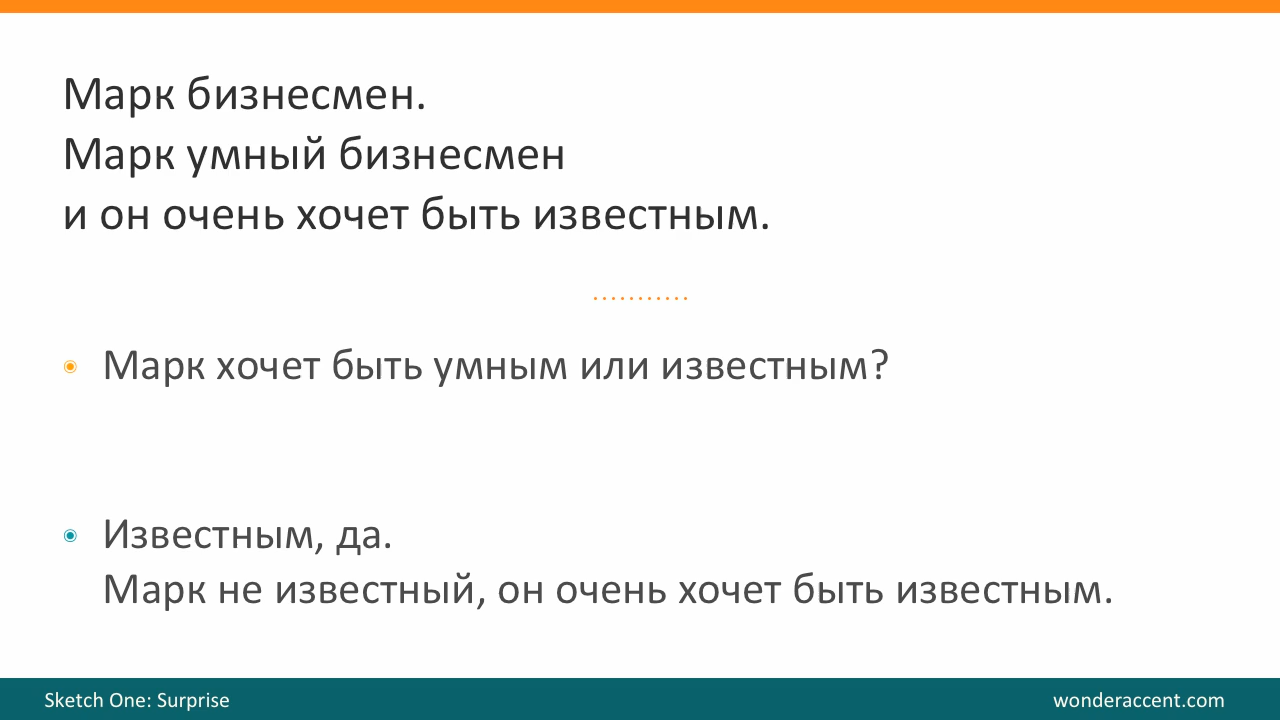 Марк бизнесмен.
Марк умный бизнесмен
и он очень хочет быть известным.
...........
Марк хочет быть умным или известным?
Известным, да.
Марк не известный, он очень хочет быть известным.
Sketch One: Surprise
wonderaccent.com